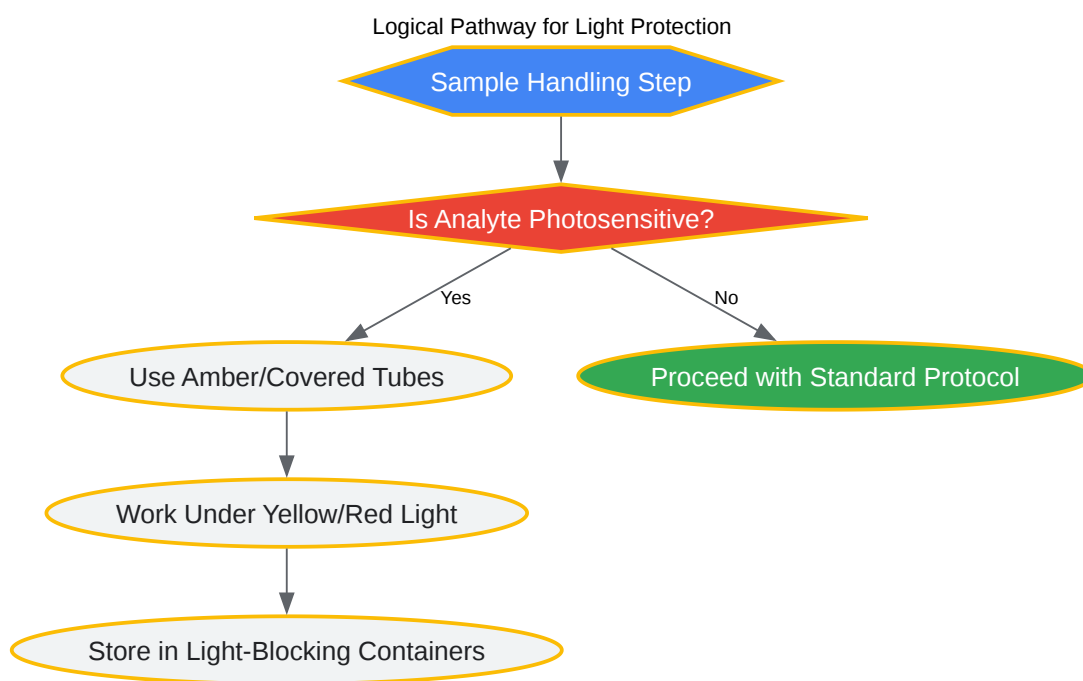 Logical Pathway for Light Protection
Sample Handling Step
Is Analyte Photosensitive?
Yes
No
Use Amber/Covered Tubes
Proceed with Standard Protocol
Work Under Yellow/Red Light
Store in Light-Blocking Containers